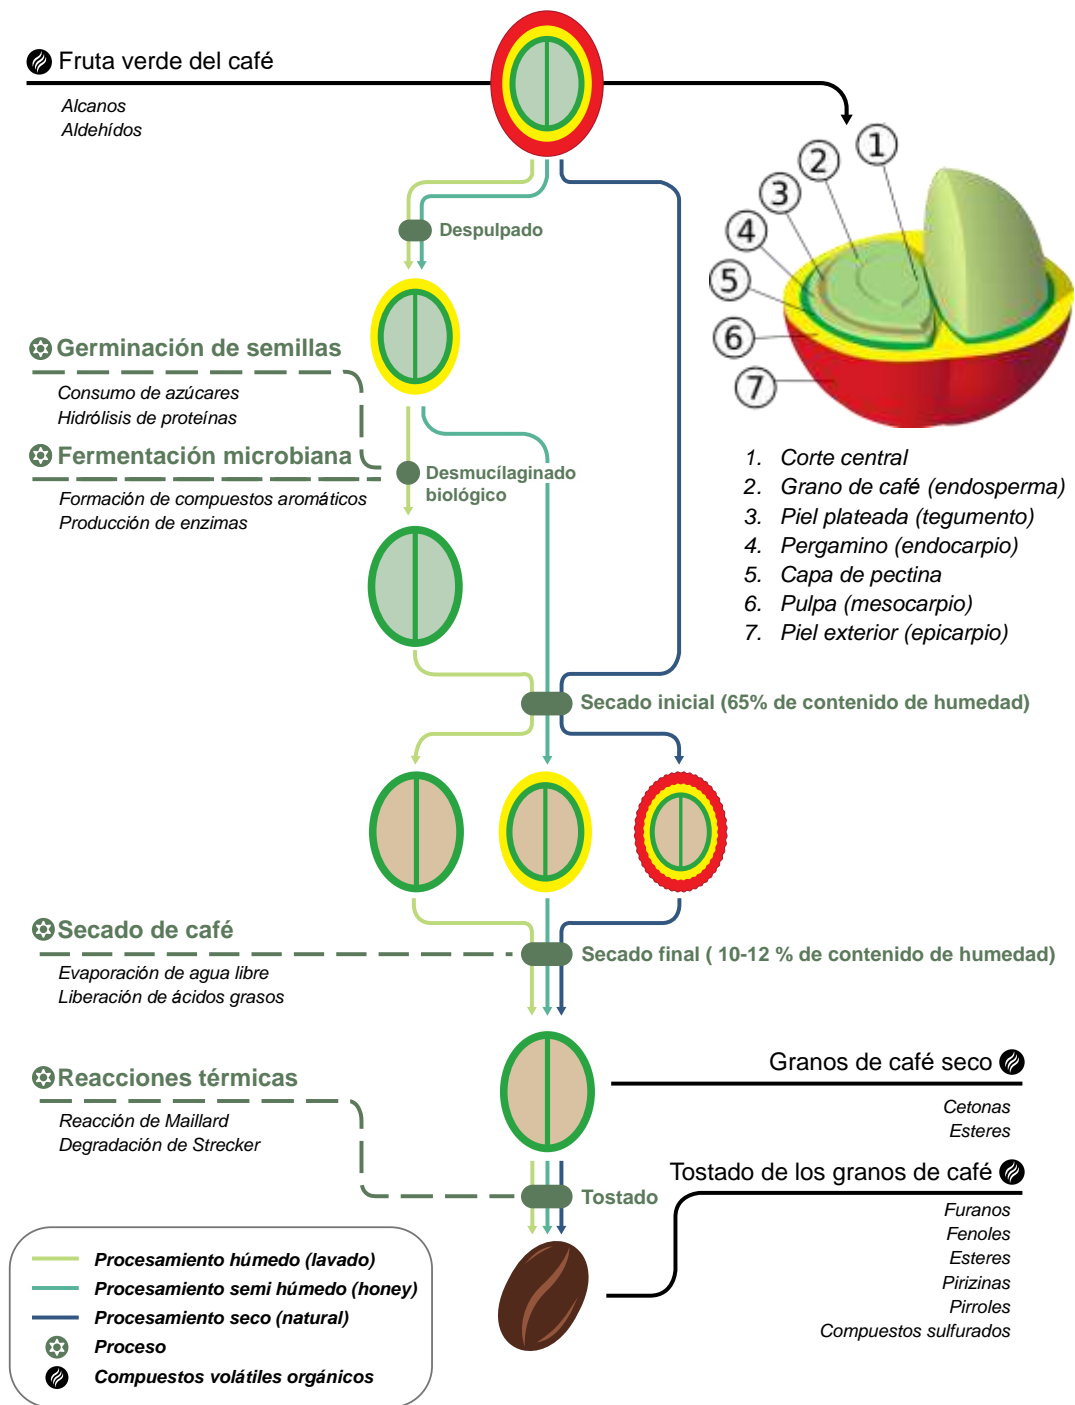 Fruta verde del café
Alcanos
Aldehídos
1
2
3
4
5
6
7
Despulpado
Germinación de semillas
Consumo de azúcares
Hidrólisis de proteínas
Fermentación microbiana
Formación de compuestos aromáticos
Producción de enzimas
Desmucílaginado
biológico
1. Corte central
2. Grano de café (endosperma)
3. Piel plateada (tegumento)
4. Pergamino (endocarpio)
5. Capa de pectina
6. Pulpa (mesocarpio)
7. Piel exterior (epicarpio)
Secado inicial (65% de contenido de humedad)
Secado de café
Evaporación de agua libre
Liberación de ácidos grasos
Secado final ( 10-12 % de contenido de humedad)
Granos de café seco
Cetonas
Esteres
Reacciones térmicas
Reacción de Maillard
Degradación de Strecker
Tostado
Tostado de los granos de café
Furanos
Fenoles
Esteres
Pirizinas
Pirroles
Compuestos sulfurados
Procesamiento húmedo (lavado)
Procesamiento semi húmedo (honey)
Procesamiento seco (natural)
Proceso
Compuestos volátiles orgánicos